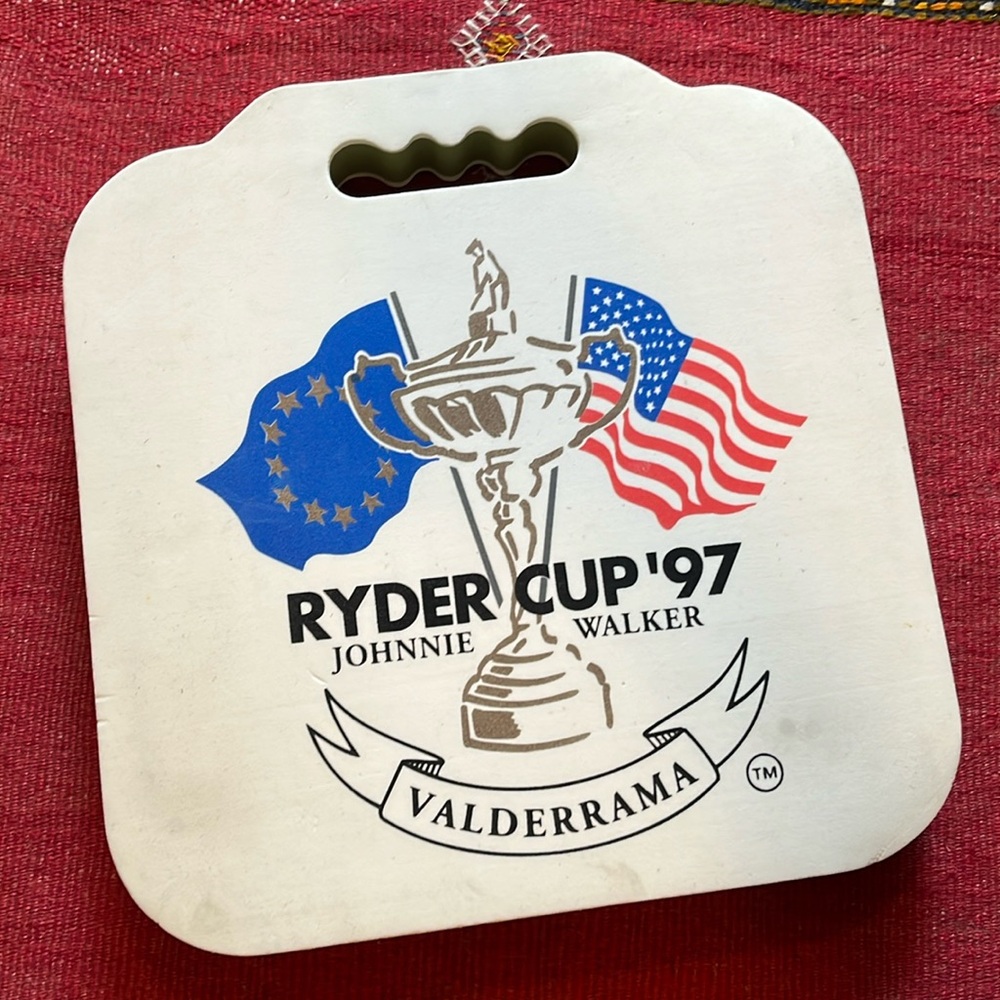 RYDER CUP '97
JOHNNIE WALKER
VALDERRAMA
TM